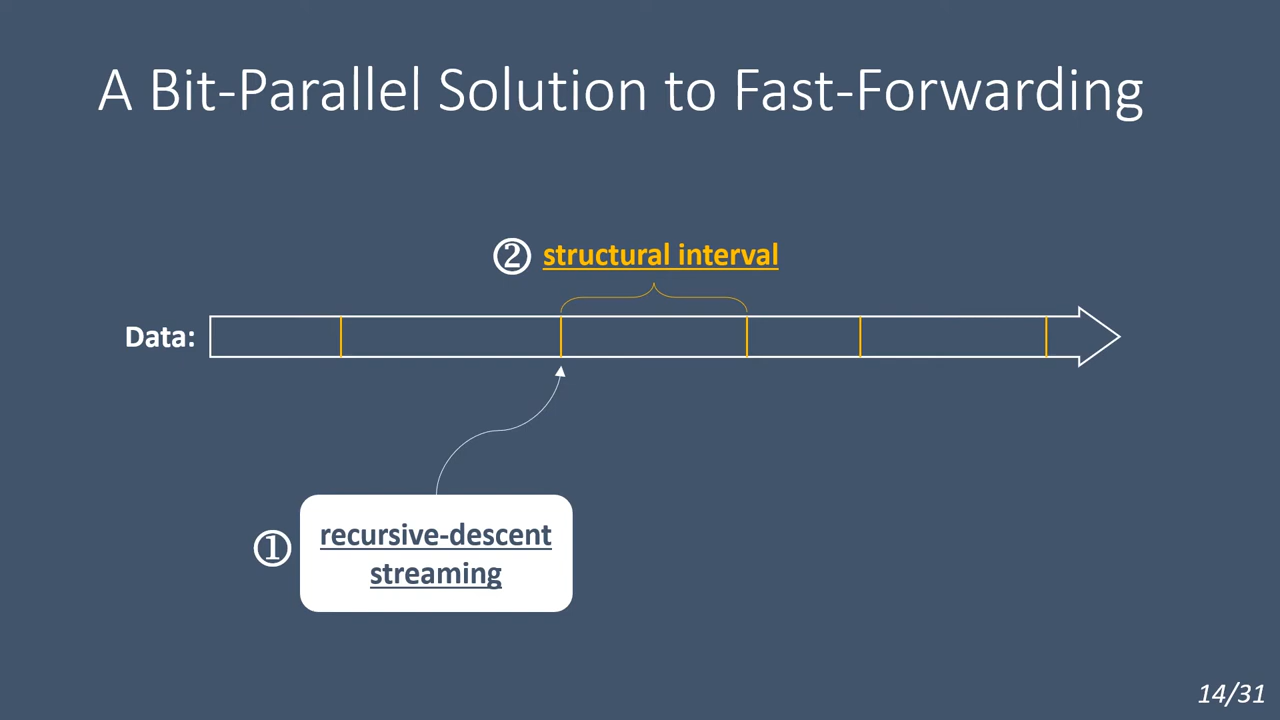 A Bit-Parallel Solution to Fast-Forwarding
② structural interval
Data:
① recursive-descent
streaming
14/31